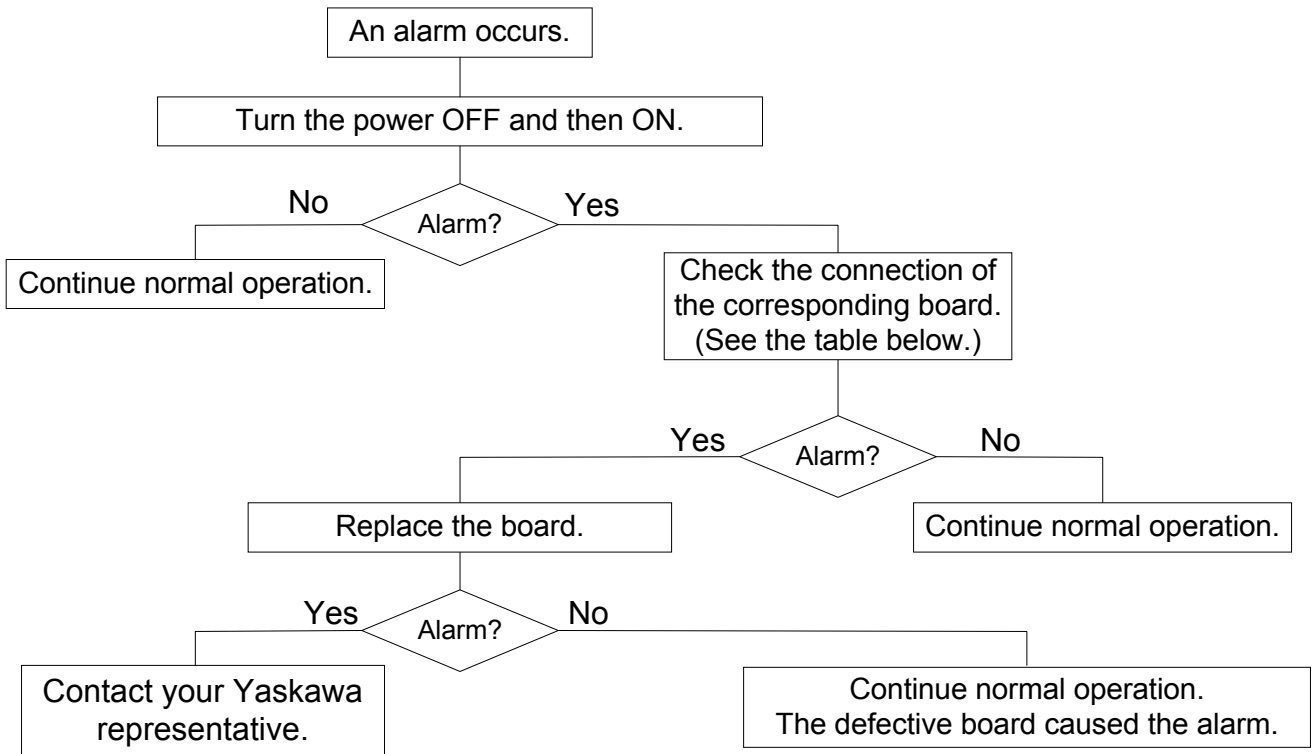 An alarm occurs.
Turn the power OFF and then ON.
No
Alarm?
Yes
Continue normal operation.
Check the connection of
the corresponding board.
(See the table below.)
Yes
Alarm?
No
Replace the board.
Continue normal operation.
Yes
Alarm?
No
Contact your Yaskawa
representative.
Continue normal operation.
The defective board caused the alarm.